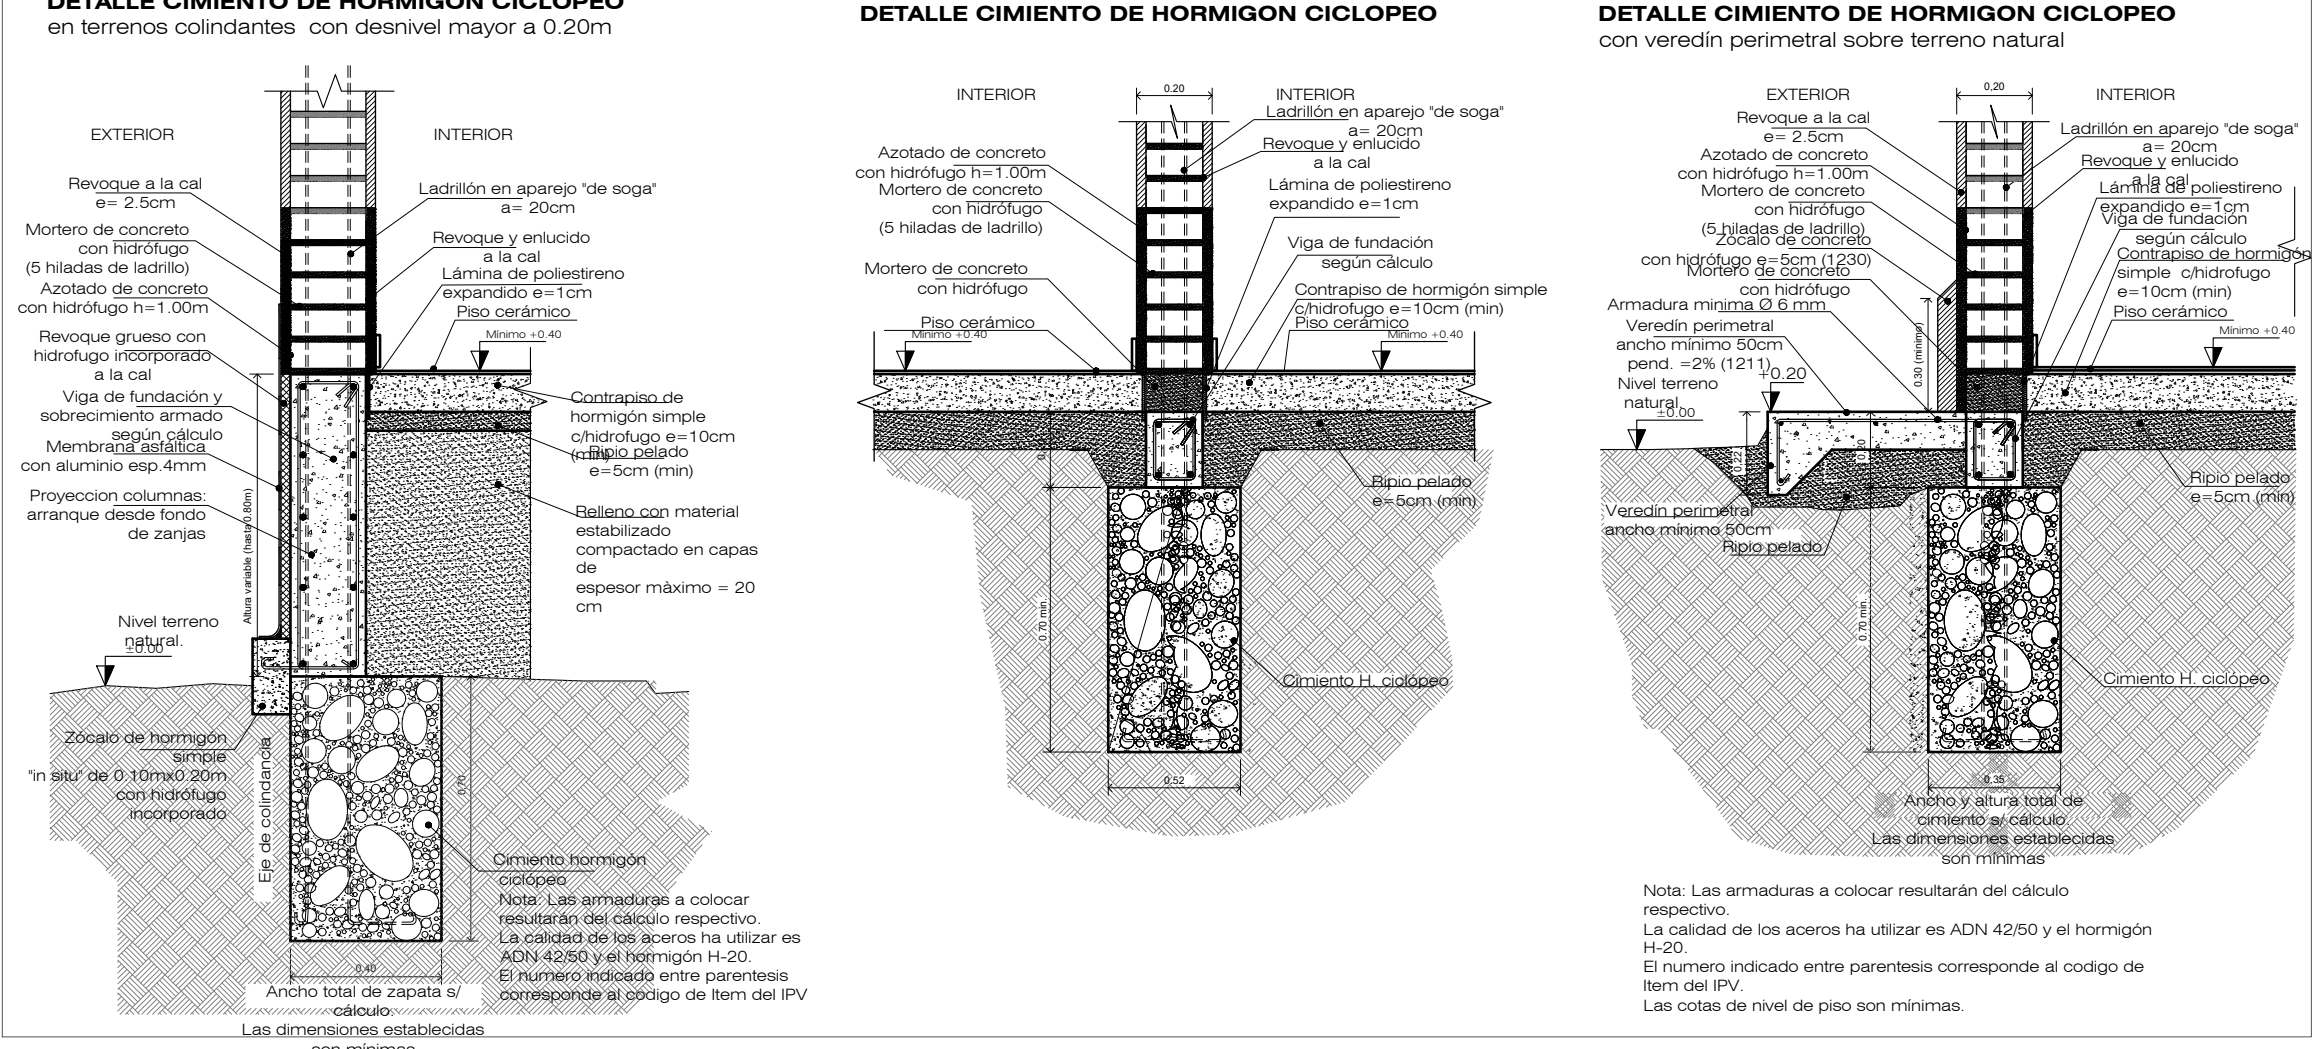 DETALLE CIMIENTO DE HORMIGON CICLOPEO
en terrenos colindantes con desnivel mayor a 0.20m
EXTERIOR
INTERIOR
Revoque a la cal
e= 2.5cm
Mortero de concreto
con hidrófugo
(5 hiladas de ladrillo)
Azotado de concreto
con hidrófugo h=1.00m
Revoque grueso con
hidrofugo incorporado
a la cal
Viga de fundación y
sobrecimiento armado
según cálculo
Membrana asfáltica
con aluminio esp.4mm
Proyeccion columnas:
arranque desde fondo
de zanjas
Altura variable (hasta 0.80m)
Nivel terreno
natural.
±0.00
Zócalo de hormigón
simple
"in situ" de 0.10mx0.20m
con hidrófugo
incorporado
Eje de colindancia
Ladrillón en aparejo "de soga"
a= 20cm
Revoque y enlucido
a la cal
Lámina de poliestireno
expandido e=1cm
Piso cerámico
Mínimo +0.40
Contrapiso de
hormigón simple
c/hidrofugo e=10cm
(min)
Ripio pelado
e=5cm (min)
Relleno con material
estabilizado
compactado en capas
de
espesor màximo = 20
cm
0,70
Cimiento hormigón
ciclópeo
Nota: Las armaduras a colocar
resultarán del cálculo respectivo.
La calidad de los aceros ha utilizar es
ADN 42/50 y el hormigón H-20.
El numero indicado entre parentesis
corresponde al codigo de Item del IPV
0,40
Ancho total de zapata s/
cálculo.
Las dimensiones establecidas
son mínimas
DETALLE CIMIENTO DE HORMIGON CICLOPEO
INTERIOR
0.20
INTERIOR
Azotado de concreto
con hidrófugo h=1.00m
Mortero de concreto
con hidrófugo
(5 hiladas de ladrillo)
Mortero de concreto
con hidrófugo
Piso cerámico
Mínimo +0.40
Ladrillón en aparejo "de soga"
a= 20cm
Revoque y enlucido
a la cal
Lámina de poliestireno
expandido e=1cm
Viga de fundación
según cálculo
Contrapiso de hormigón simple
c/hidrofugo e=10cm (min)
Piso cerámico
Mínimo +0.40
Ripio pelado
e=5cm (min)
0.70 min.
Cimiento H. ciclópeo
0,52
DETALLE CIMIENTO DE HORMIGON CICLOPEO
con veredín perimetral sobre terreno natural
EXTERIOR
0,20
INTERIOR
Revoque a la cal
e= 2.5cm
Azotado de concreto
con hidrófugo h=1.00m
Mortero de concreto
con hidrófugo
(5 hiladas de ladrillo)
Zócalo de concreto
con hidrófugo e=5cm (1230)
Mortero de concreto
con hidrófugo
Armadura minima Ø 6 mm
Veredín perimetral
ancho mínimo 50cm
pend. =2% (1211)
Nivel terreno
natural.
±0.00
+0.20
0.30 (mínimo)
0.22
0.20
Ladrillón en aparejo "de soga"
a= 20cm
Revoque y enlucido
a la cal
Lámina de poliestireno
expandido e=1cm
Viga de fundación
según cálculo
Contrapiso de hormigón
simple c/hidrofugo
e=10cm (min)
Piso cerámico
Mínimo +0.40
Ripio pelado
e=5cm (min)
Veredín perimetral
ancho mínimo 50cm
Ripio pelado
0.70 min.
Cimiento H. ciclópeo
0,35
Ancho y altura total de
cimiento s/ cálculo.
Las dimensiones establecidas
son mínimas
Nota: Las armaduras a colocar resultarán del cálculo
respectivo.
La calidad de los aceros ha utilizar es ADN 42/50 y el hormigón
H-20.
El numero indicado entre parentesis corresponde al codigo de
Item del IPV.
Las cotas de nivel de piso son mínimas.